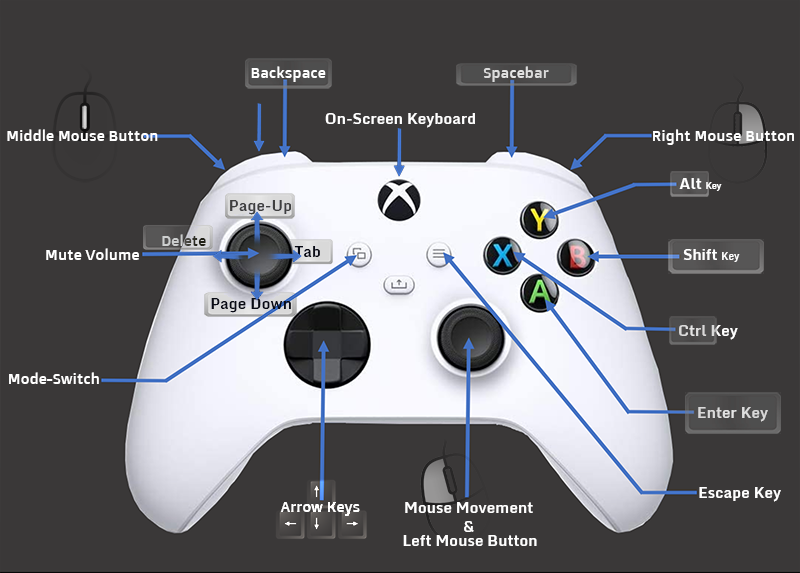 Backspace
Spacebar
On-Screen Keyboard
Middle Mouse Button
Right Mouse Button
Alt Key
Page-Up
Y
Delete
Tab
Mute Volume
X
B
Shift Key
A
Page Down
Ctrl Key
Mode-Switch
Enter Key
Escape Key
Arrow Keys
Mouse Movement
&
Left Mouse Button